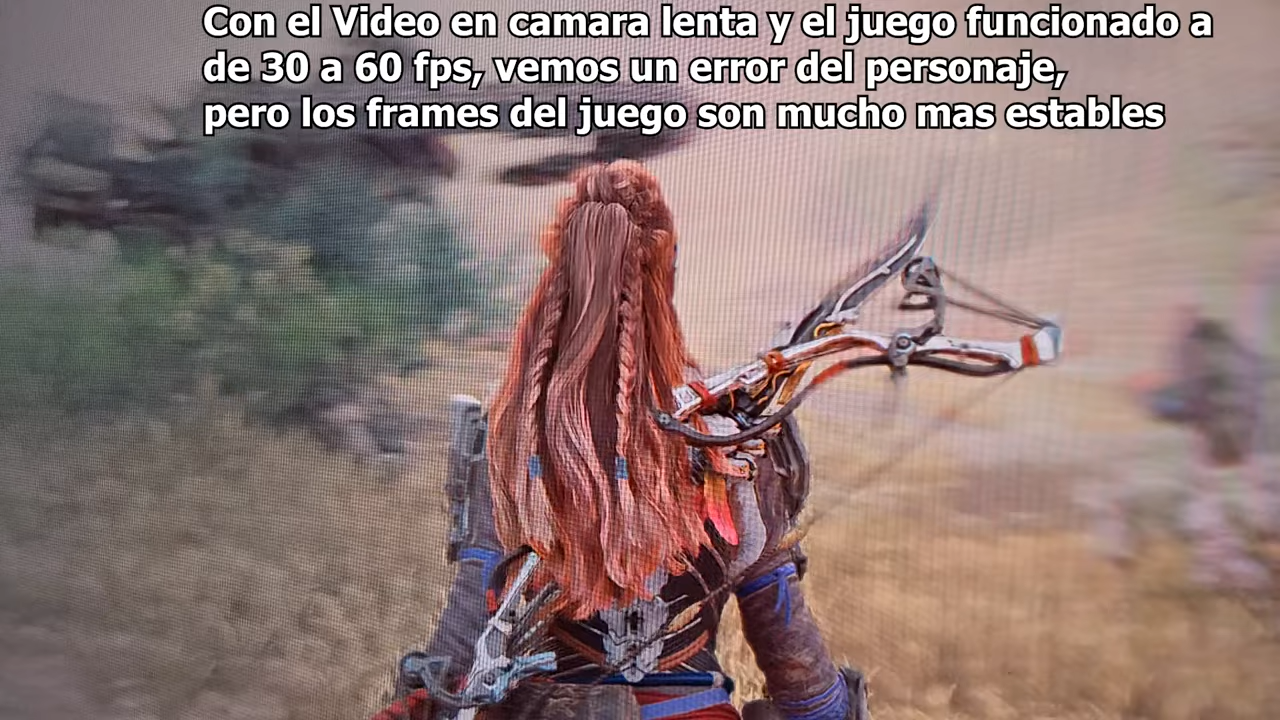 Con el Video en camara lenta y el juego funcionado a
de 30 a 60 fps, vemos un error del personaje,
pero los frames del juego son mucho mas estables